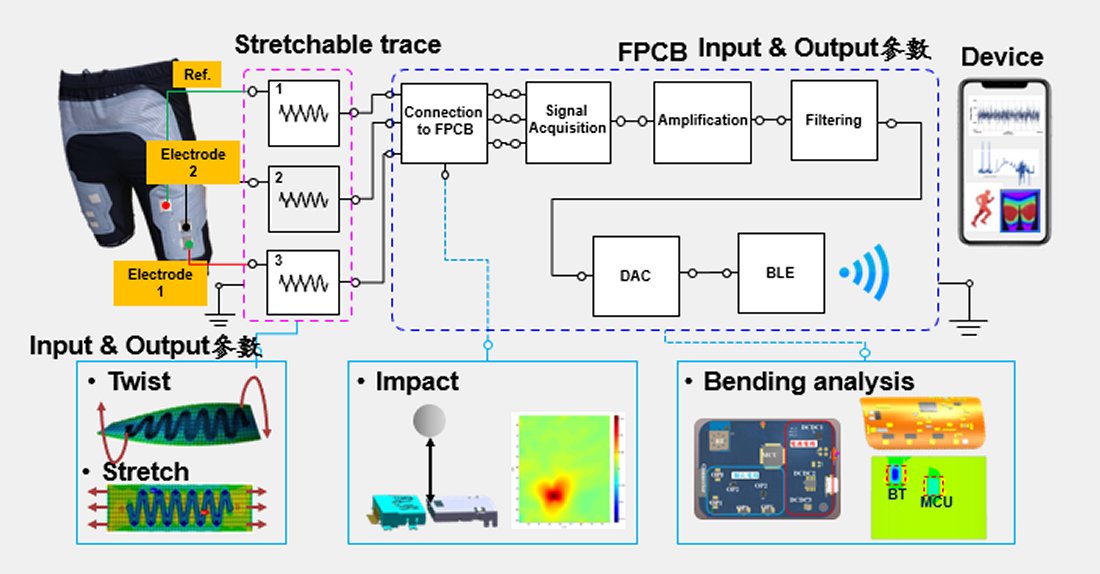 Stretchable trace
FPCB Input & Output參數
Device
Ref.
Electrode
2
Electrode
1
1
2
3
Connection
to FPCB
Signal
Acquisition
Amplification
Filtering
DAC
BLE
Input & Output參數
• Twist
• Stretch
• Impact
• Bending analysis
DCDC1
MCU
DCDC2
OP1
OP2
OP2
DCDC3
BT
MCU